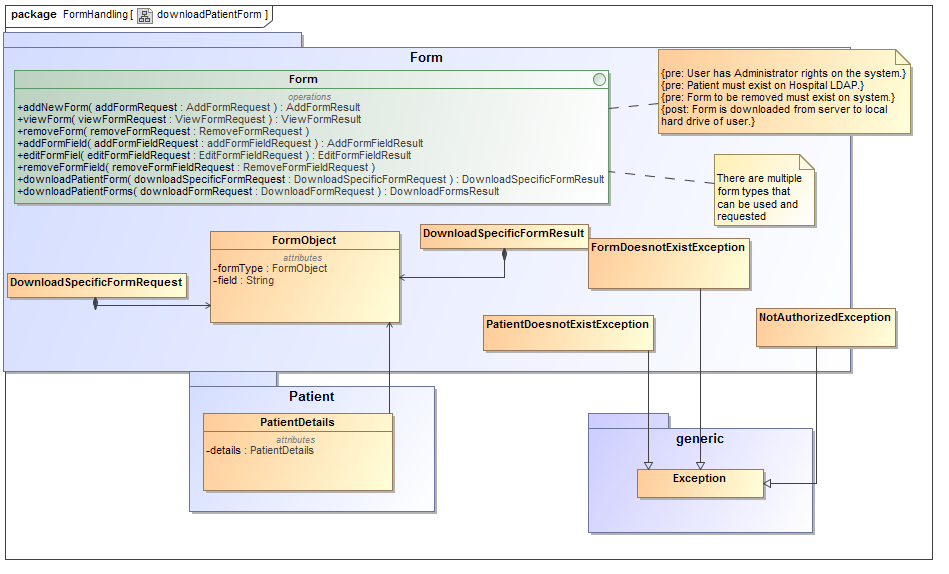 package FormHandling [ downloadPatientForm ]
Form
Form
operations
+addNewForm( addFormRequest : AddFormRequest ) : AddFormResult
+viewForm( viewFormRequest : ViewFormRequest ) : ViewFormResult
+removeForm( removeFormRequest : RemoveFormRequest )
+addFormField( addFormFieldRequest : addFormFieldRequest ) : AddFormFieldResult
+editFormFiel( editFormFieldRequest : EditFormFieldRequest ) : EditFormFieldResult
+removeFormField( removeFormFieldRequest : RemoveFormFieldRequest )
+downloadPatientForm( downloadSpecificFormRequest : DownloadSpecificFormRequest ) : DownloadSpecificFormResult
+downloadPatientForms( downloadFormRequest : DownloadFormRequest ) : DownloadFormsResult
{pre: User has Administrator rights on the system.}
{pre: Patient must exist on Hospital LDAP.}
{pre: Form to be removed must exist on system.}
{post: Form is downloaded from server to local
hard drive of user.}
There are multiple
form types that
can be used and
requested
DownloadSpecificFormRequest
FormObject
attributes
-formType : FormObject
-field : String
DownloadSpecificFormResult
FormDoesnotExistException
PatientDoesnotExistException
NotAuthorizedException
Patient
PatientDetails
attributes
-details : PatientDetails
generic
Exception